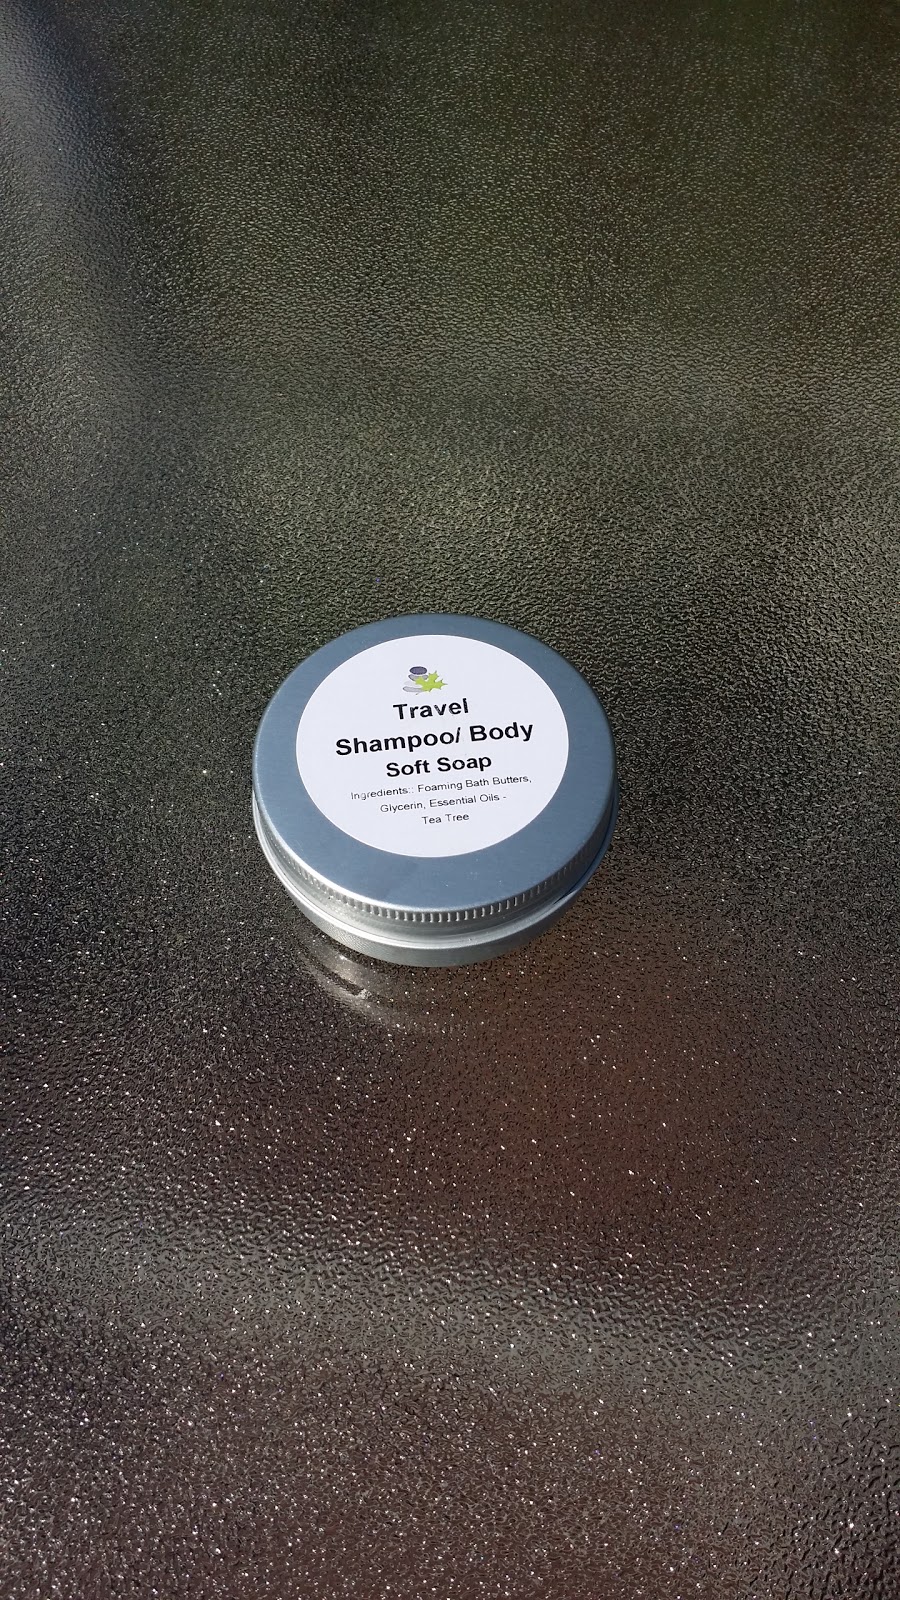 Travel
Shampoo/ Body
Soft Soap
Ingredients:: Foaming Bath Butters,
Glycerin, Essential Oils -
Tea Tree